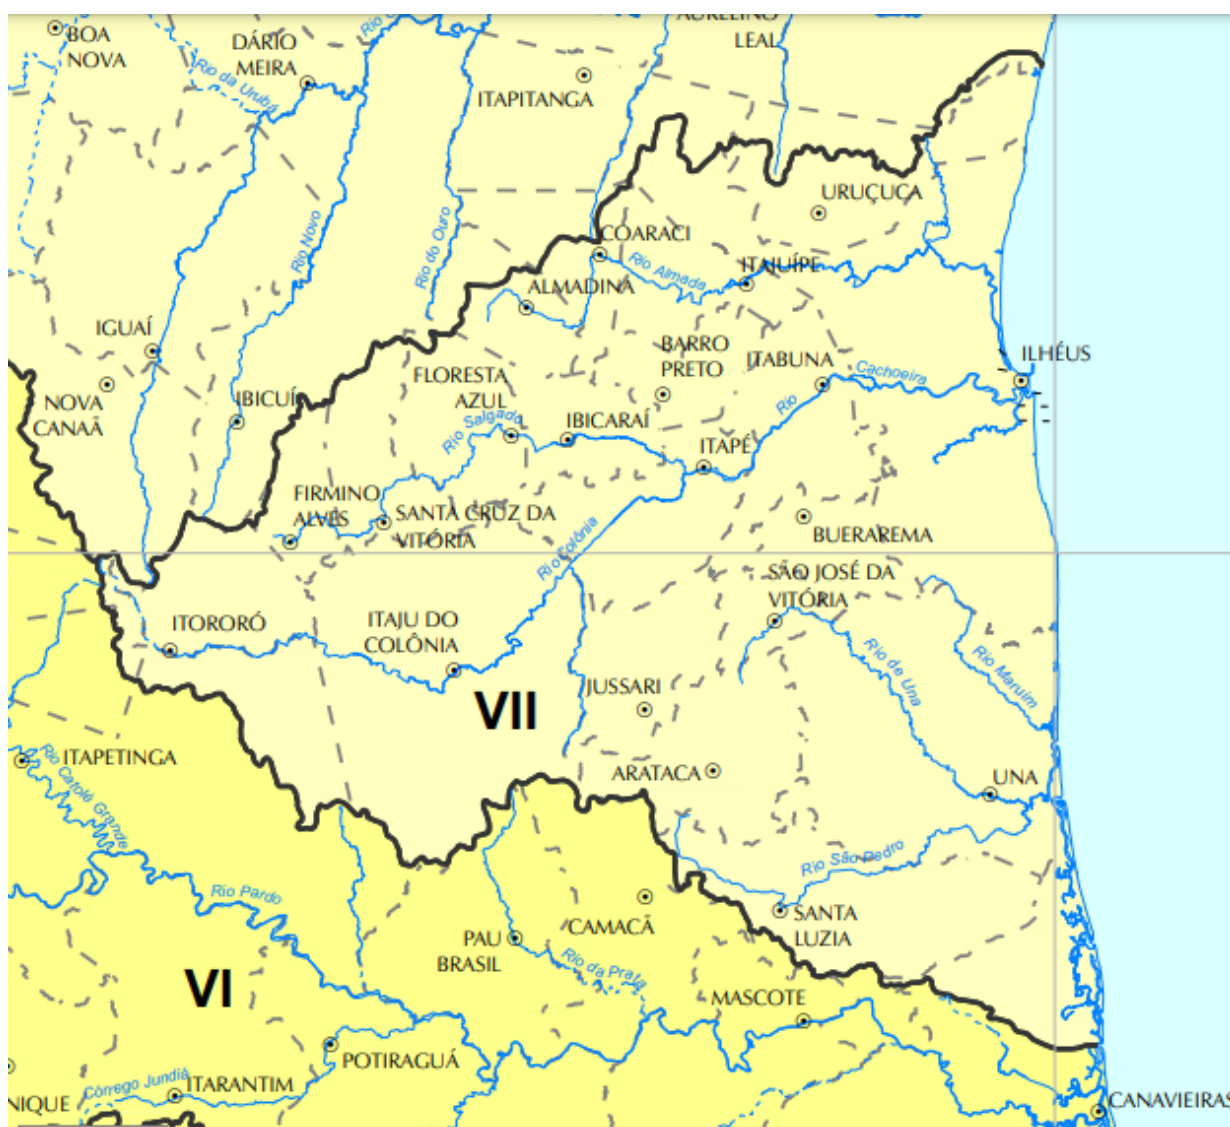 AURELINO
LEAL
BOA
NOVA
DÁRIO
MEIRA
Rio da Urubá
ITAPITANGA
URUÇUCA
Rio Novo
Rio do Ouro
COARACI
Rio Almada
ITAJUÍPE
ALMADINA
IGUAÍ
BARRO
PRETO
ITABUNA
Rio
Cachoeira
ILHÉUS
FLORESTA
AZUL
NOVA
CANAÃ
IBICUÍ
Rio Salgado
IBICARAÍ
ITAPÉ
FIRMINO
ALVES
SANTA CRUZ DA
VITÓRIA
BUERAREMA
Rio Colônia
SÃO JOSÉ DA
VITÓRIA
ITORORÓ
ITAJU DO
COLÔNIA
Rio de Una
Rio Maruim
JUSSARI
VII
ITAPETINGA
Rio Catolé Grande
ARATACA
UNA
Rio São Pedro
Rio Pardo
CAMACÃ
SANTA
LUZIA
PAU
BRASIL
Rio da Prata
VI
MASCOTE
POTIRAGUÁ
Córrego Jundiá
ITARANTIM
NIQUE
CANAVIEIRAS